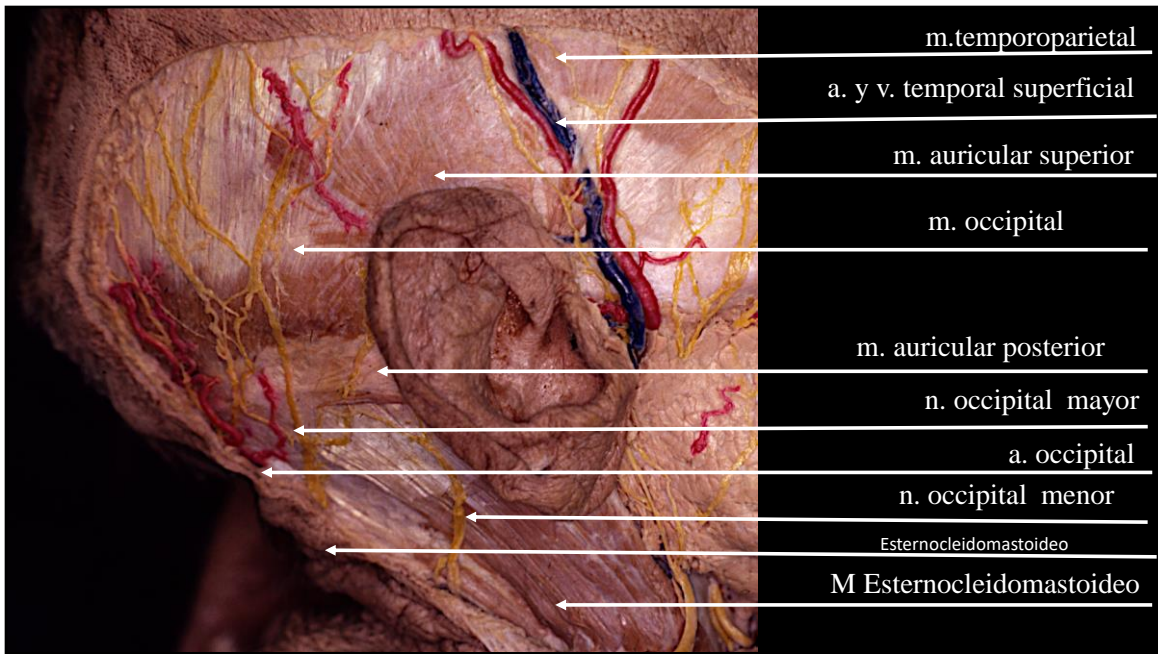 m.temporoparietal
a. y v. temporal superficial
m. auricular superior
m. occipital
m. auricular posterior
n. occipital mayor
a. occipital
n. occipital menor
Esternocleidomastoideo
M Esternocleidomastoideo